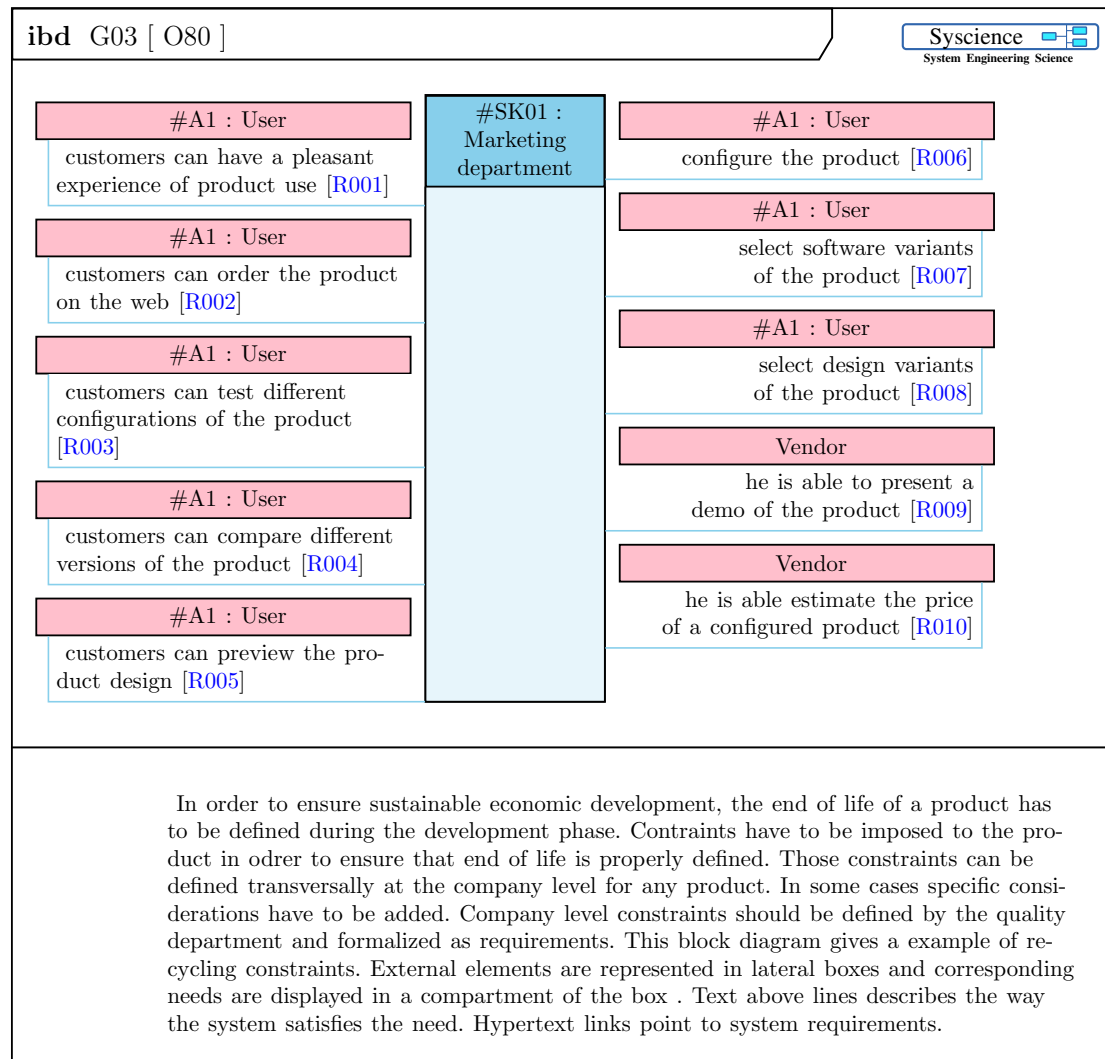 ibd G03 [ O80 ]
Syscience
System Engineering Science
#A1 : User
customers can have a pleasant
experience of product use [R001]
#A1 : User
customers can order the product
on the web [R002]
#A1 : User
customers can test different
configurations of the product
[R003]
#A1 : User
customers can compare different
versions of the product [R004]
#A1 : User
customers can preview the pro-
duct design [R005]
#SK01 :
Marketing
department
#A1 : User
configure the product [R006]
#A1 : User
select software variants
of the product [R007]
#A1 : User
select design variants
of the product [R008]
Vendor
he is able to present a
demo of the product [R009]
Vendor
he is able estimate the price
of a configured product [R010]
In order to ensure sustainable economic development, the end of life of a product has
to be defined during the development phase. Contraints have to be imposed to the pro-
duct in odrer to ensure that end of life is properly defined. Those constraints can be
defined transversally at the company level for any product. In some cases specific consi-
derations have to be added. Company level constraints should be defined by the quality
department and formalized as requirements. This block diagram gives a example of re-
cycling constraints. External elements are represented in lateral boxes and corresponding
needs are displayed in a compartment of the box . Text above lines describes the way
the system satisfies the need. Hypertext links point to system requirements.